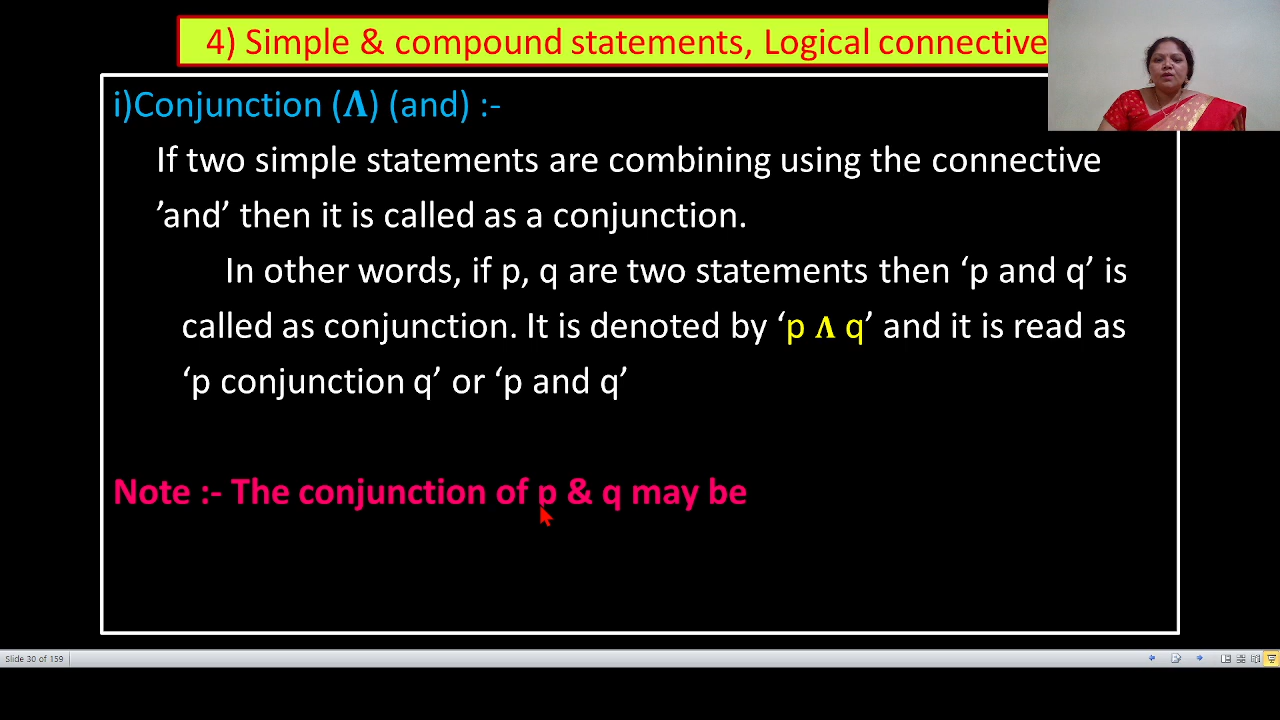 4) Simple & compound statements, Logical connective
i)Conjunction (Λ) (and) :-
If two simple statements are combining using the connective
’and’ then it is called as a conjunction.
In other words, if p, q are two statements then ‘p and q’ is
called as conjunction. It is denoted by ‘p Λ q’ and it is read as
‘p conjunction q’ or ‘p and q’
Note :- The conjunction of p & q may be
Slide 30 of 159